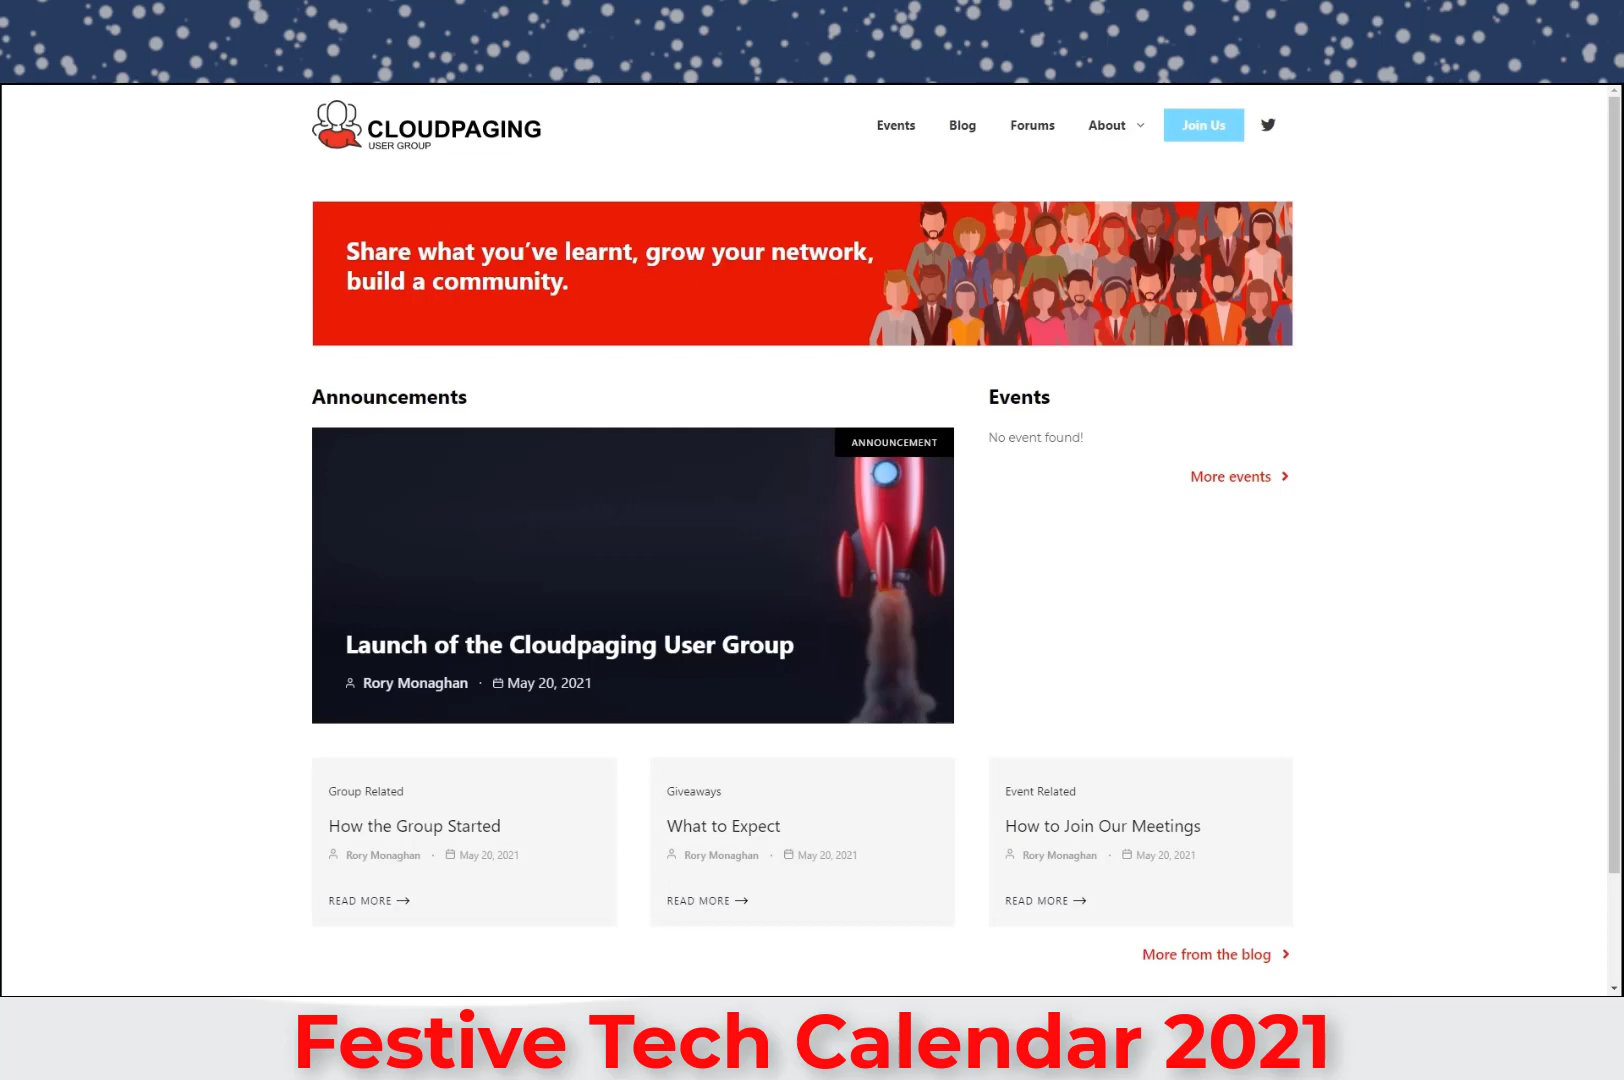 CLOUDPAGING
USER GROUP
Events Blog Forums About Join Us
Share what you’ve learnt, grow your network,
build a community.
Announcements
ANNOUNCEMENT
Launch of the Cloudpaging User Group
Rory Monaghan · May 20, 2021
Events
No event found!
More events
Group Related
How the Group Started
Rory Monaghan · May 20, 2021
READ MORE →
Giveaways
What to Expect
Rory Monaghan · May 20, 2021
READ MORE →
Event Related
How to Join Our Meetings
Rory Monaghan · May 20, 2021
READ MORE →
More from the blog
Festive Tech Calendar 2021